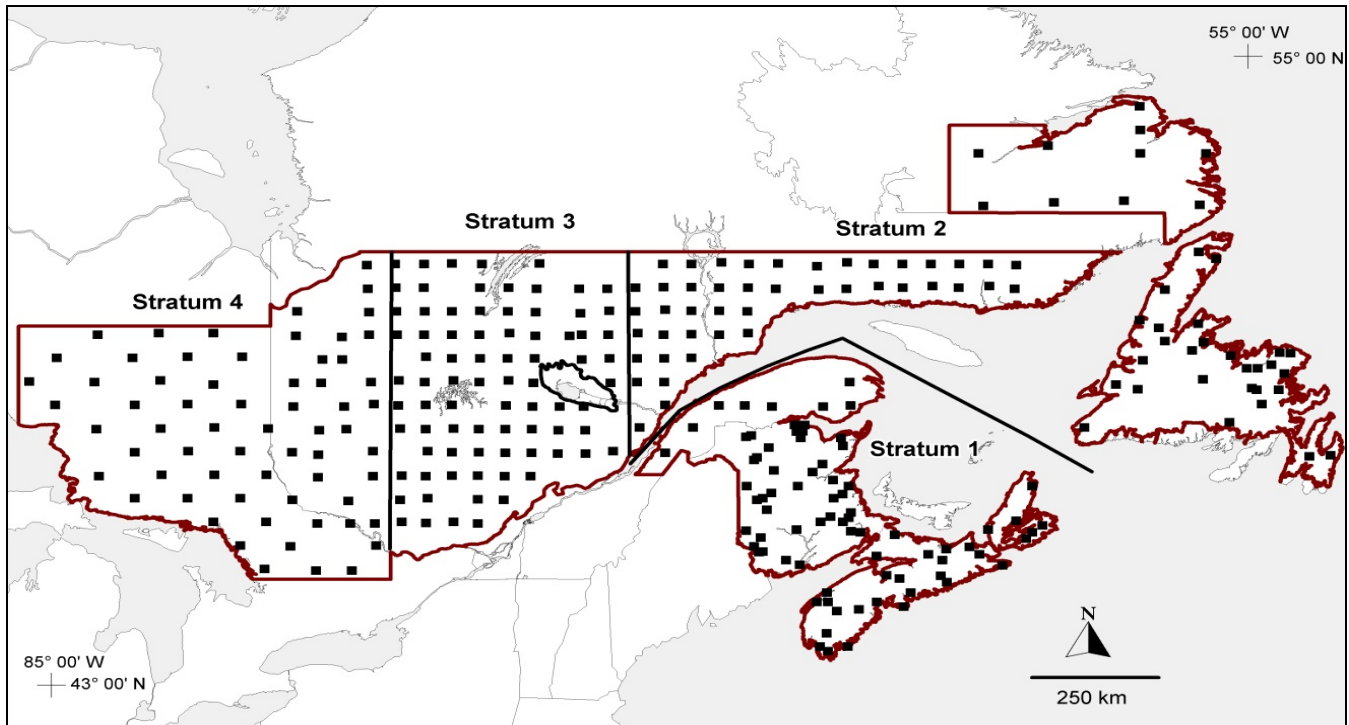 55° 00' W
55° 00 N
Stratum 3
Stratum 2
Stratum 4
Stratum 1
N
85° 00' W
43° 00' N
250 km